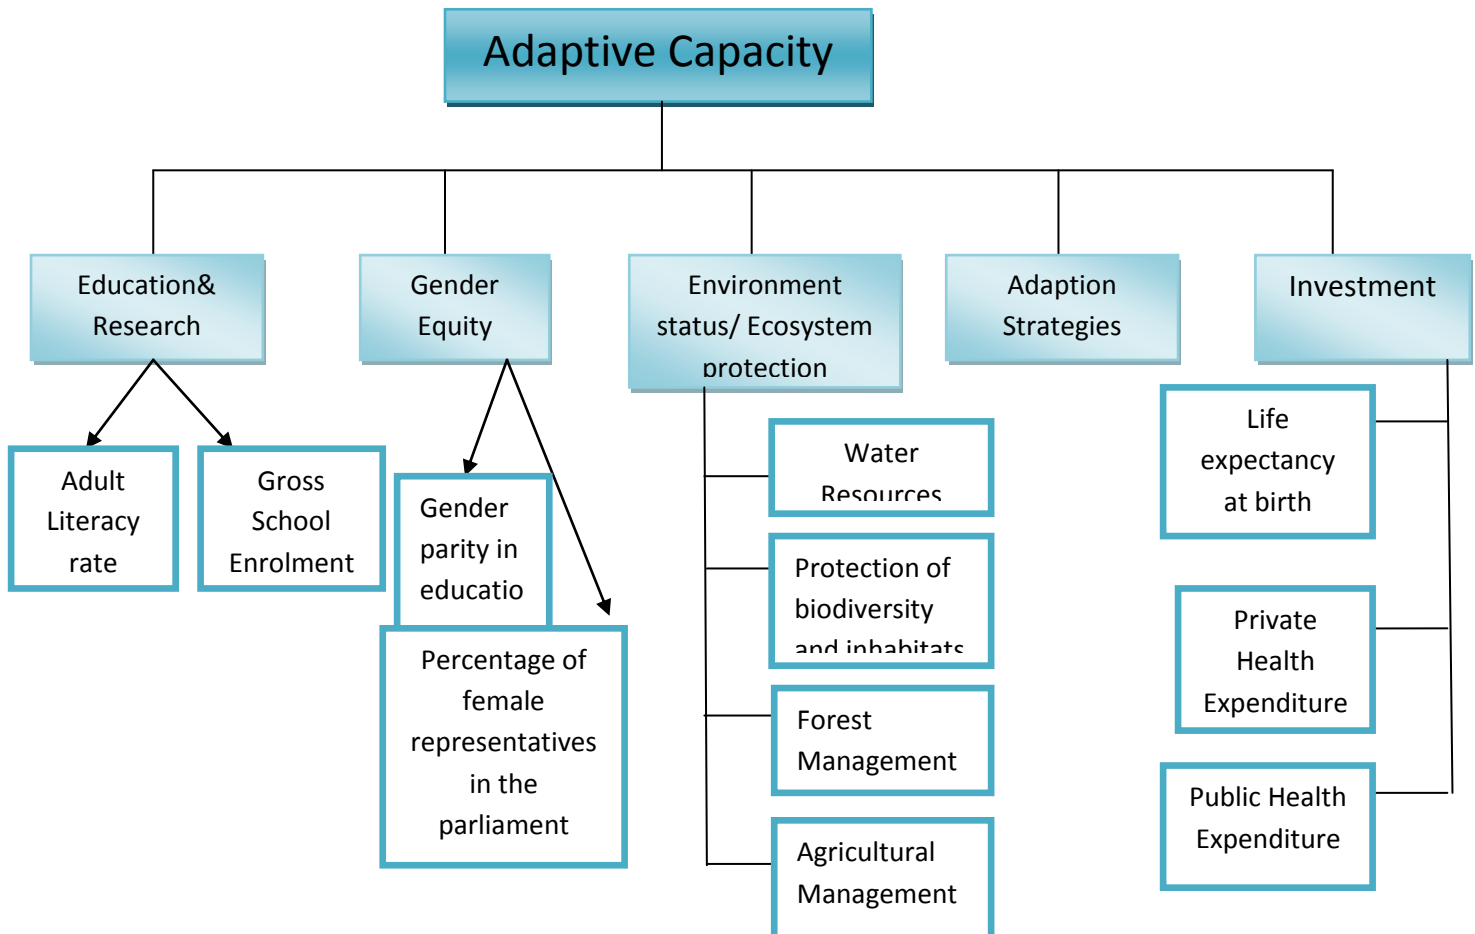 Adaptive Capacity
Education&
Research
Gender
Equity
Environment
status/ Ecosystem
protection
Adaption
Strategies
Investment
Adult
Literacy
rate
Gross
School
Enrolment
Gender
parity in
educatio
Percentage of
female
representatives
in the
parliament
Water
Resources
Protection of
biodiversity
and inhabitats
Forest
Management
Agricultural
Management
Life
expectancy
at birth
Private
Health
Expenditure
Public Health
Expenditure